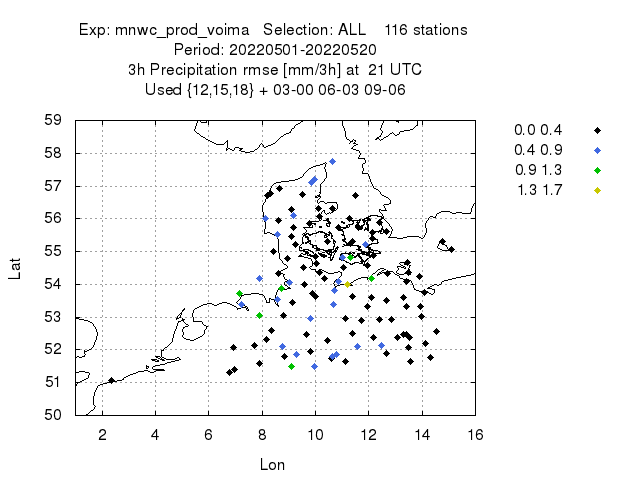 Exp: mnwc_prod_voima   Selection: ALL    116 stations
Period: 20220501-20220520
3h Precipitation rmse [mm/3h] at  21 UTC
Used {12,15,18} + 03-00 06-03 09-06
59
58
57
56
55
54
53
52
51
50
Lat
2 4 6 8 10 12 14 16
Lon
0.0 0.4
0.4 0.9
0.9 1.3
1.3 1.7